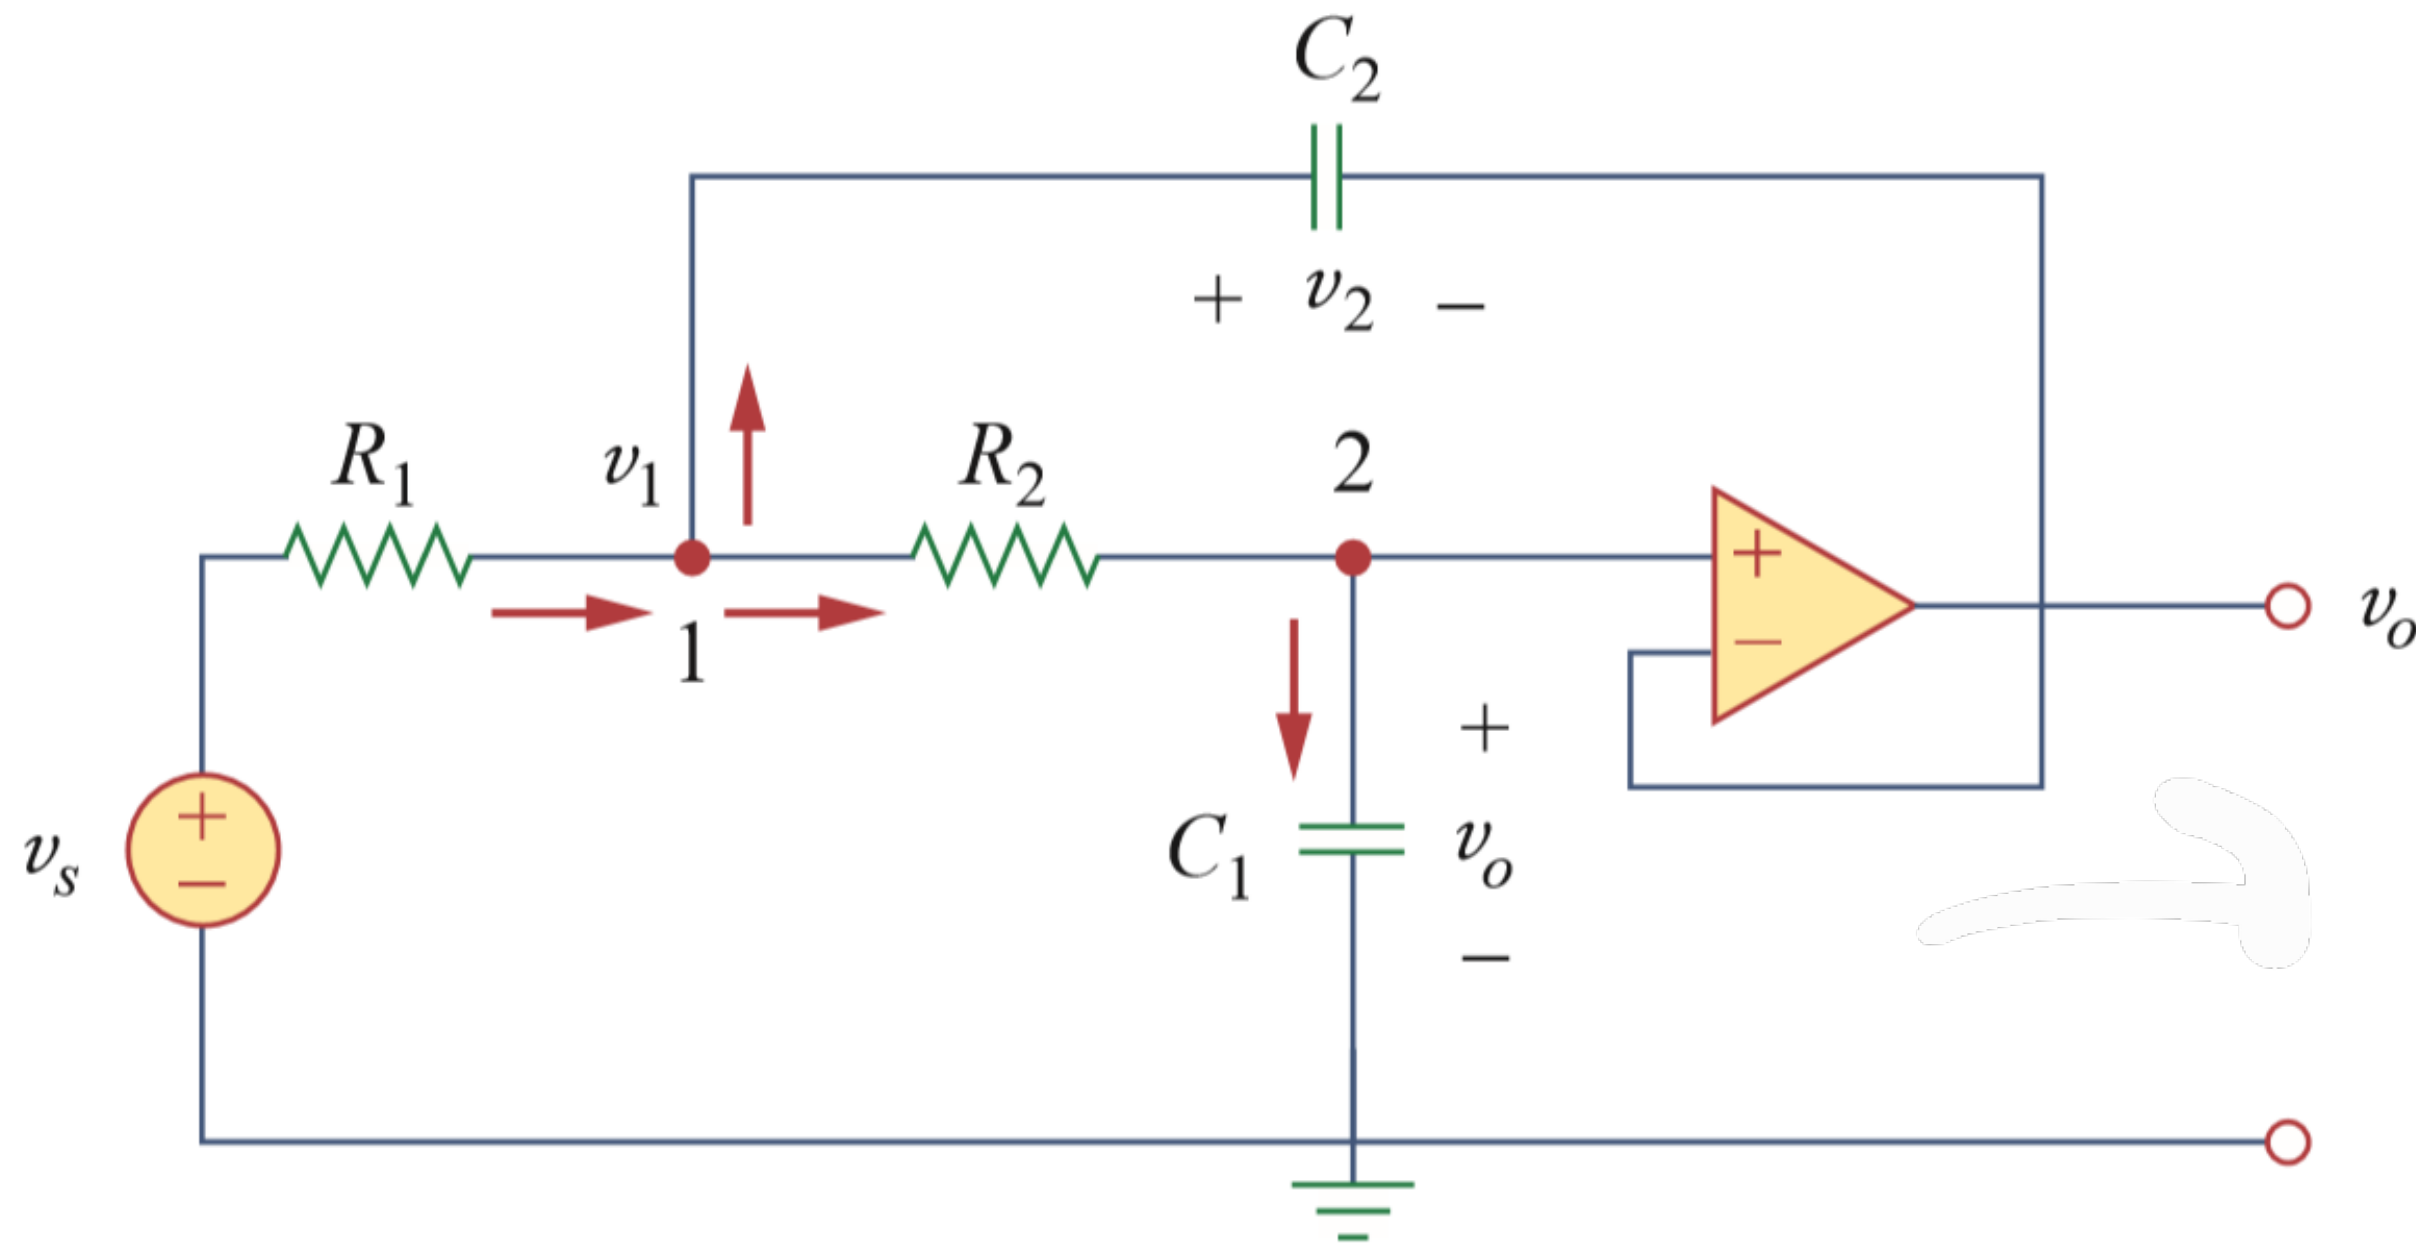 C₂
+ v₂ −
R₁ v₁ R₂ 2
1
+
−
+
−
vₛ
C₁
+
vₒ
−
vₒ